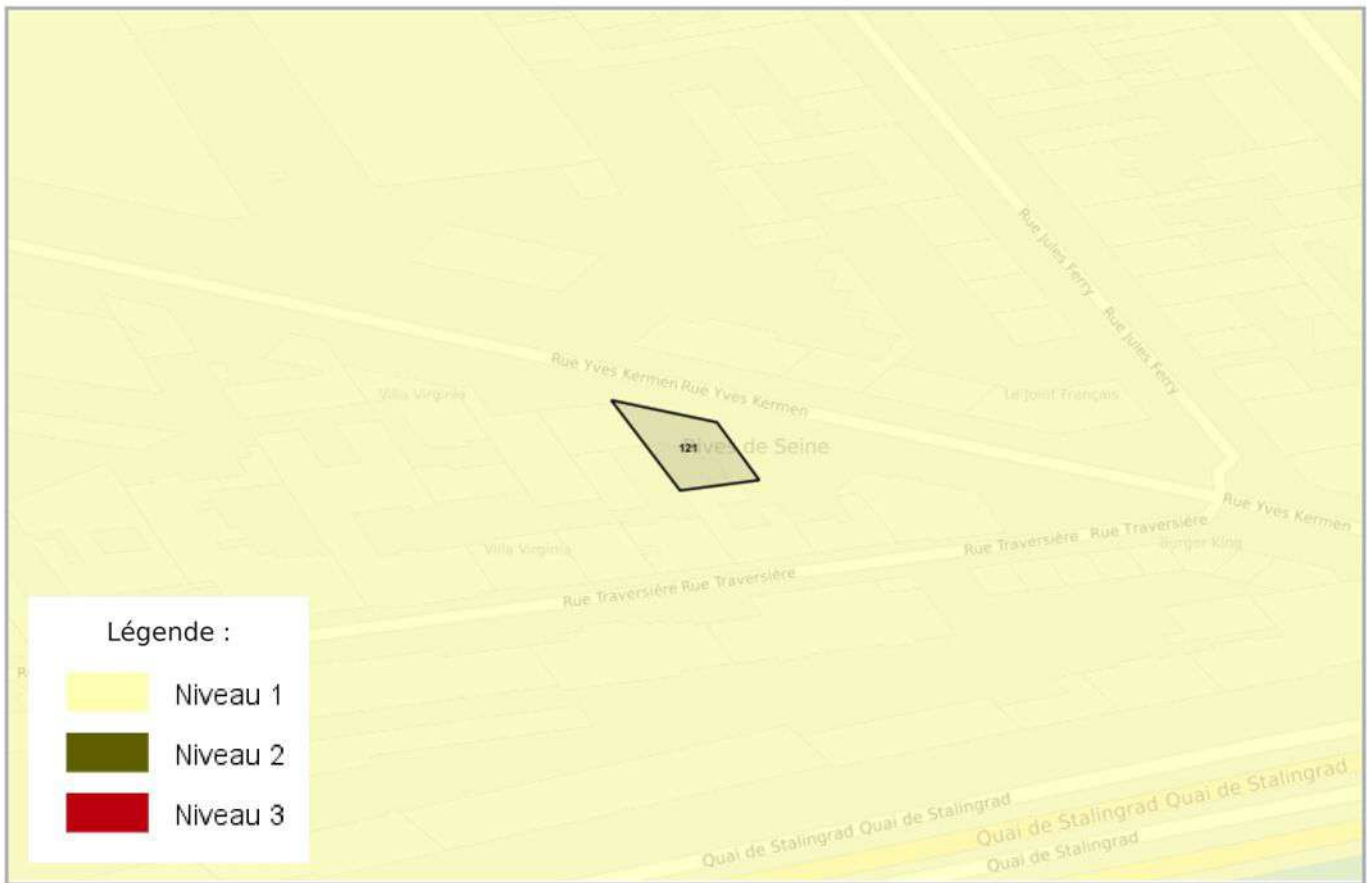 Rue Jules Ferry
Rue Jules Ferry
Rue Yves Kermen Rue Yves Kermen
Villa Virginia
Le Joint Français
121
Rives de Seine
Rue Yves Kermen
Villa Virginia
Rue Traversière Rue Traversière
Burger King
Rue Traversière Rue Traversière
Légende :
Niveau 1
Niveau 2
Niveau 3
Quai de Stalingrad Quai de Stalingrad
Quai de Stalingrad Quai de Stalingrad
Quai de Stalingrad